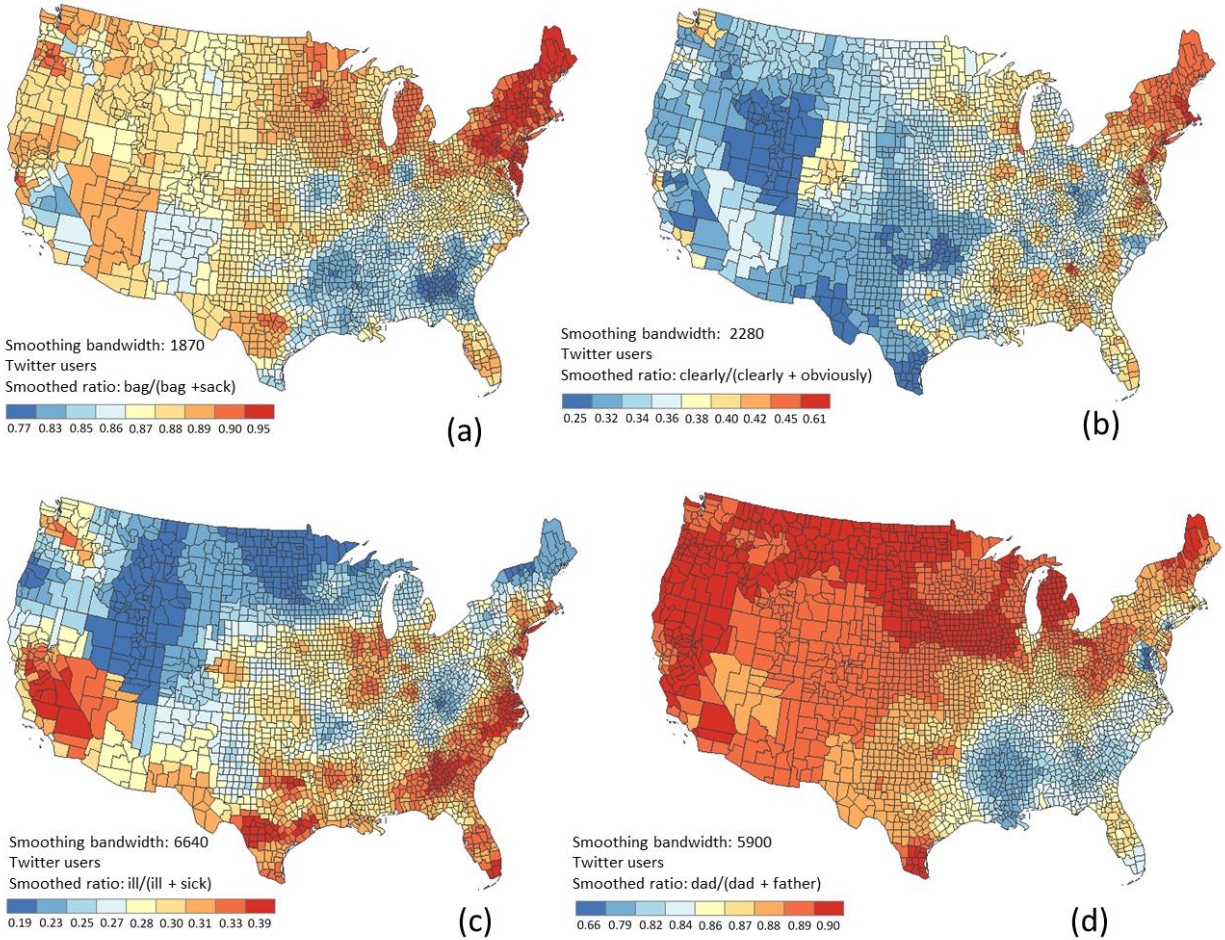 Smoothing bandwidth: 1870
Twitter users
Smoothed ratio: bag/(bag +sack)
0.77 0.83 0.85 0.86 0.87 0.88 0.89 0.90 0.95
(a)
Smoothing bandwidth: 2280
Twitter users
Smoothed ratio: clearly/(clearly + obviously)
0.25 0.32 0.34 0.36 0.38 0.40 0.42 0.45 0.61
(b)
Smoothing bandwidth: 6640
Twitter users
Smoothed ratio: ill/(ill + sick)
0.19 0.23 0.25 0.27 0.28 0.30 0.31 0.33 0.39
(c)
Smoothing bandwidth: 5900
Twitter users
Smoothed ratio: dad/(dad + father)
0.66 0.79 0.82 0.84 0.86 0.88 0.89 0.90
(d)